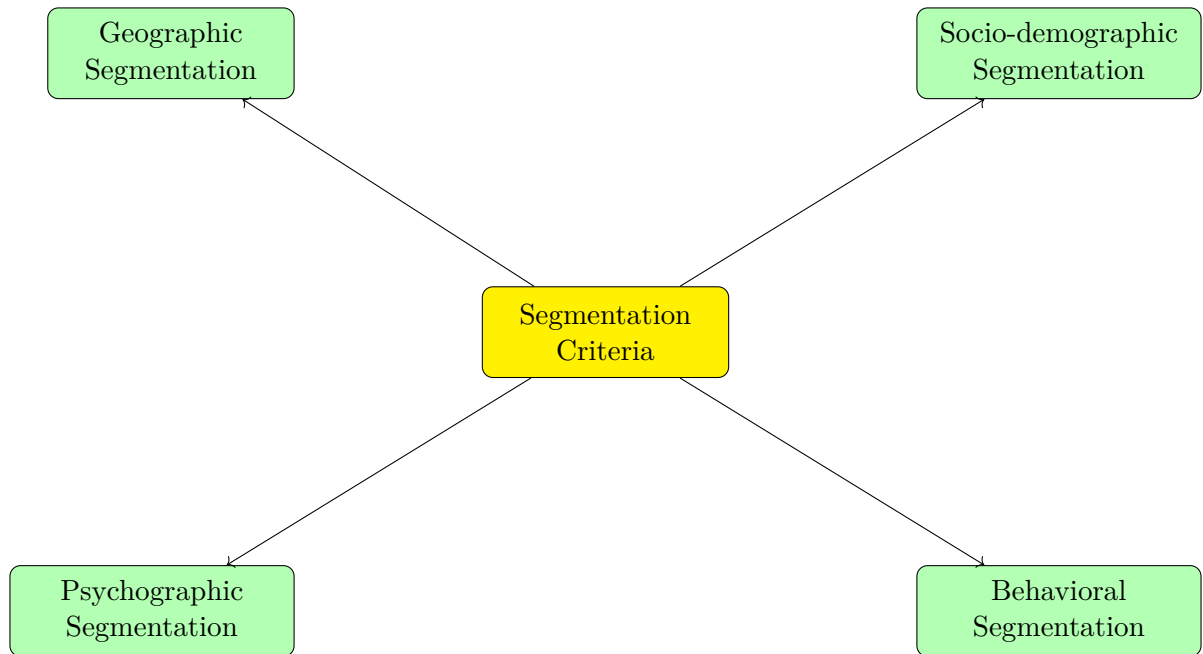 Geographic
Segmentation
Socio-demographic
Segmentation
Segmentation
Criteria
Psychographic
Segmentation
Behavioral
Segmentation